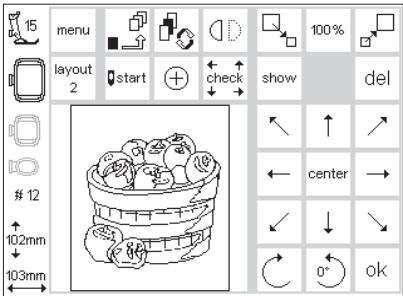 15 menu 100%
layout 2 start check show del
# 12
center
102mm
103mm 0° ok